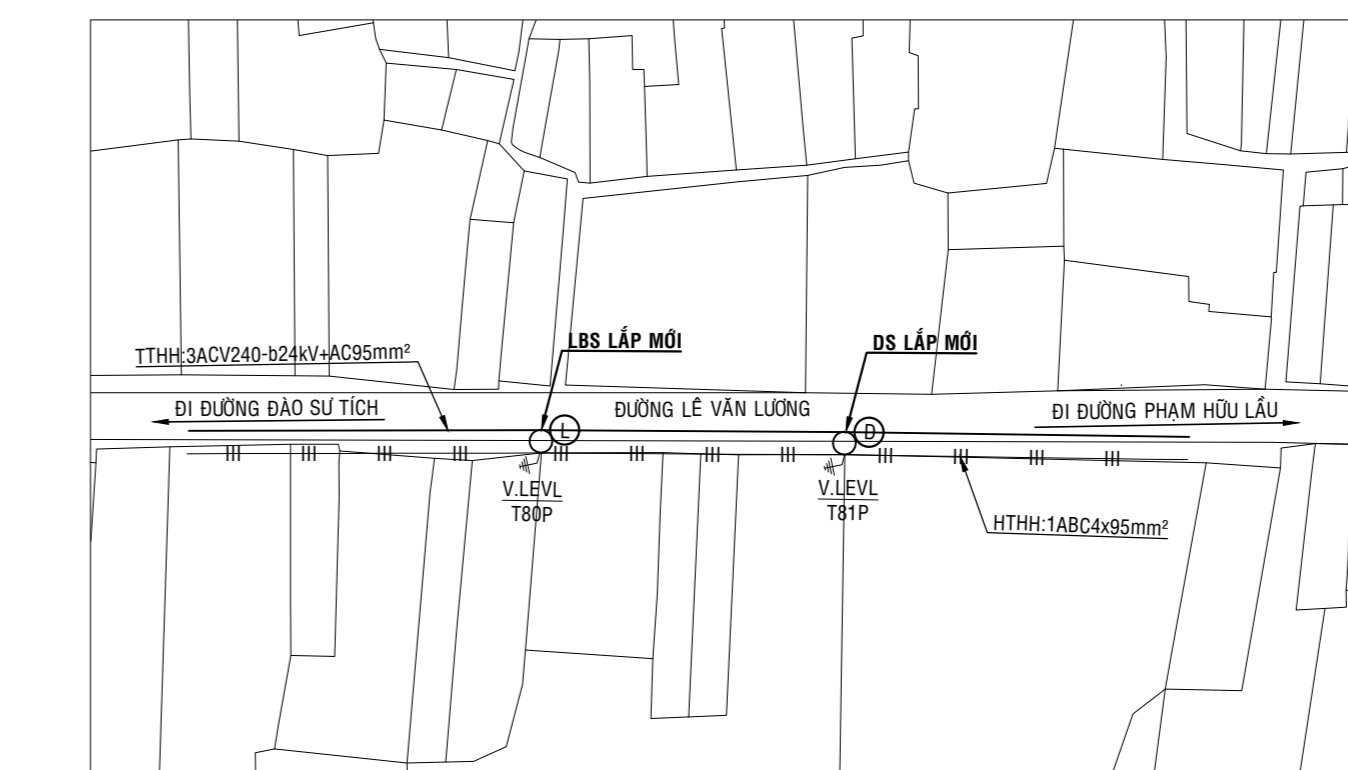 LBS LẮP MỚI
DS LẮP MỚI
TTHH:3ACV240-b24kV+AC95mm²
ĐI ĐƯỜNG ĐÀO SƯ TÍCH
ĐƯỜNG LÊ VĂN LƯƠNG
ĐI ĐƯỜNG PHẠM HỮU LẦU
L
D
V.LEVL
T80P
V.LEVL
T81P
HTHH:1ABC4x95mm²